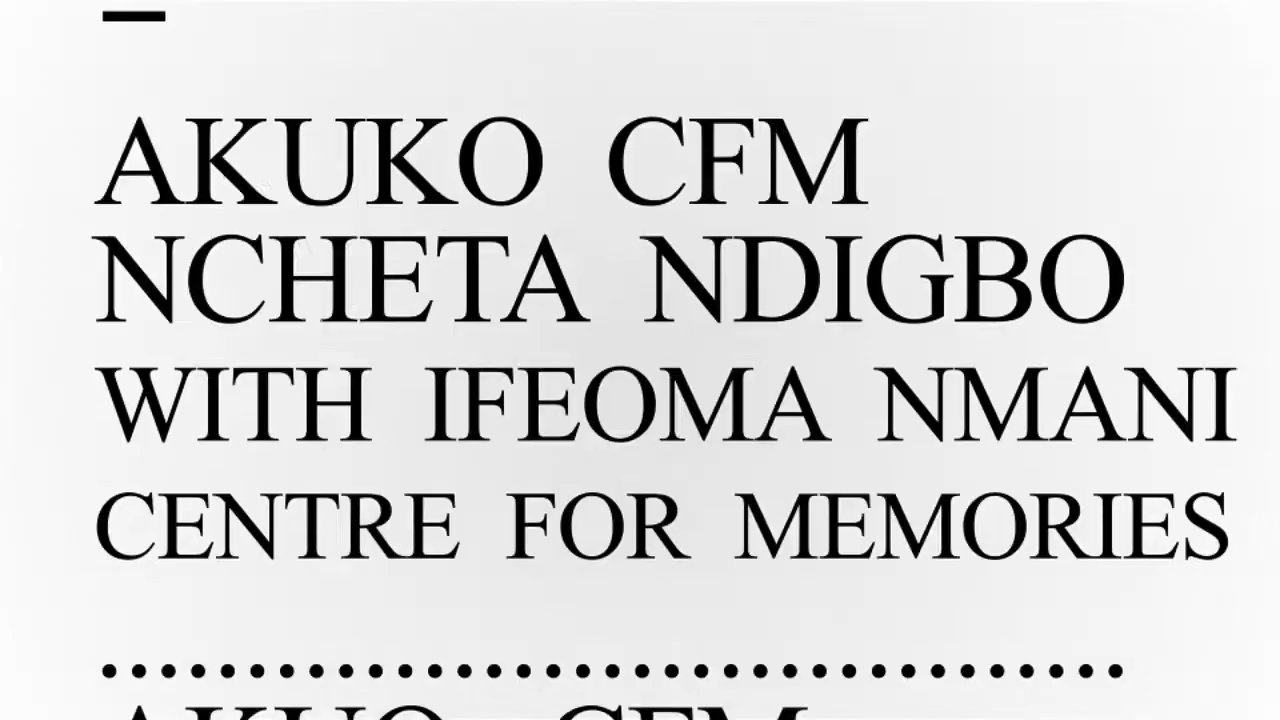 AKUKO CFM
NCHETA NDIGBO
WITH IFEOMA NMANI
CENTRE FOR MEMORIES